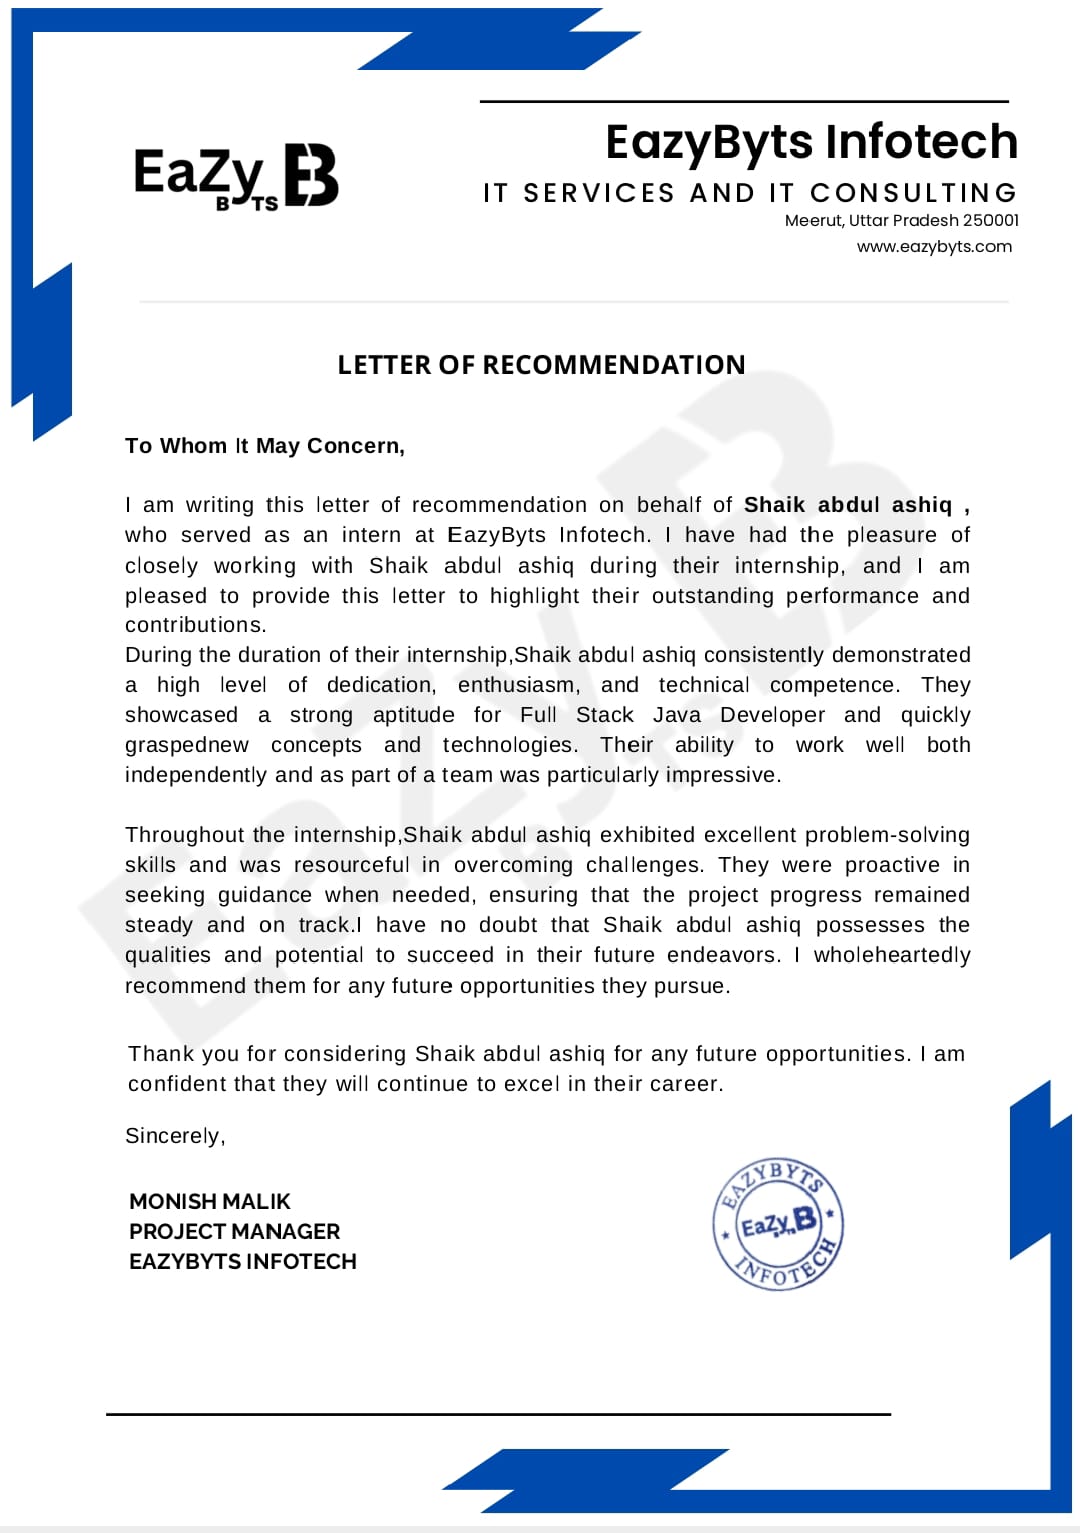 EaZy B
B TS
EazyByts Infotech
IT SERVICES AND IT CONSULTING
Meerut, Uttar Pradesh 250001
www.eazybyts.com
LETTER OF RECOMMENDATION
To Whom It May Concern,
I am writing this letter of recommendation on behalf of Shaik abdul ashiq ,
who served as an intern at EazyByts Infotech. I have had the pleasure of
closely working with Shaik abdul ashiq during their internship, and I am
pleased to provide this letter to highlight their outstanding performance and
contributions.
During the duration of their internship,Shaik abdul ashiq consistently demonstrated
a high level of dedication, enthusiasm, and technical competence. They
showcased a strong aptitude for Full Stack Java Developer and quickly
graspednew concepts and technologies. Their ability to work well both
independently and as part of a team was particularly impressive.
Throughout the internship,Shaik abdul ashiq exhibited excellent problem-solving
skills and was resourceful in overcoming challenges. They were proactive in
seeking guidance when needed, ensuring that the project progress remained
steady and on track.I have no doubt that Shaik abdul ashiq possesses the
qualities and potential to succeed in their future endeavors. I wholeheartedly
recommend them for any future opportunities they pursue.
Thank you for considering Shaik abdul ashiq for any future opportunities. I am
confident that they will continue to excel in their career.
Sincerely,
MONISH MALIK
PROJECT MANAGER
EAZYBYTS INFOTECH
EAZYBYTS
EaZy B
B TS
INFOTECH
EaZy B
B TS